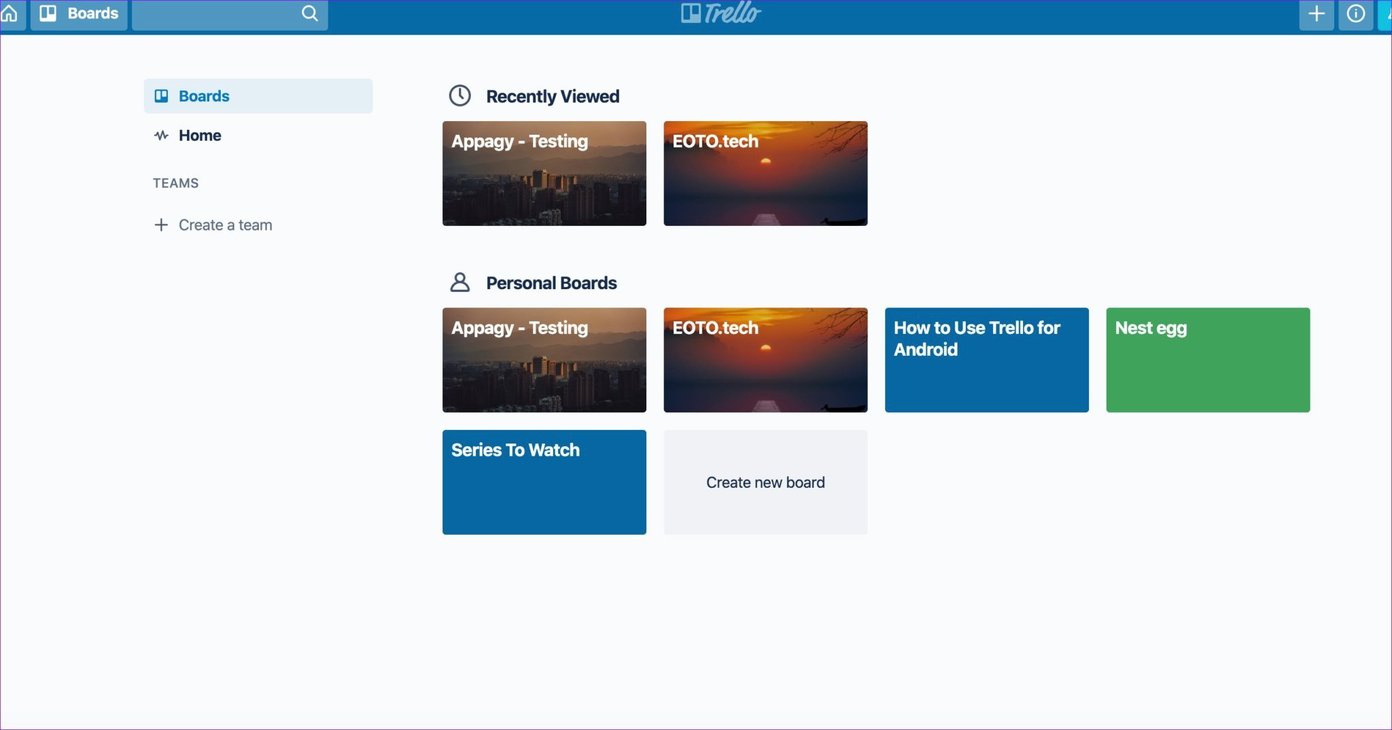 Boards
Trello
Boards
Home
TEAMS
Create a team
Recently Viewed
Appagy - Testing
EOTO.tech
Personal Boards
Appagy - Testing
EOTO.tech
How to Use Trello for
Android
Nest egg
Series To Watch
Create new board